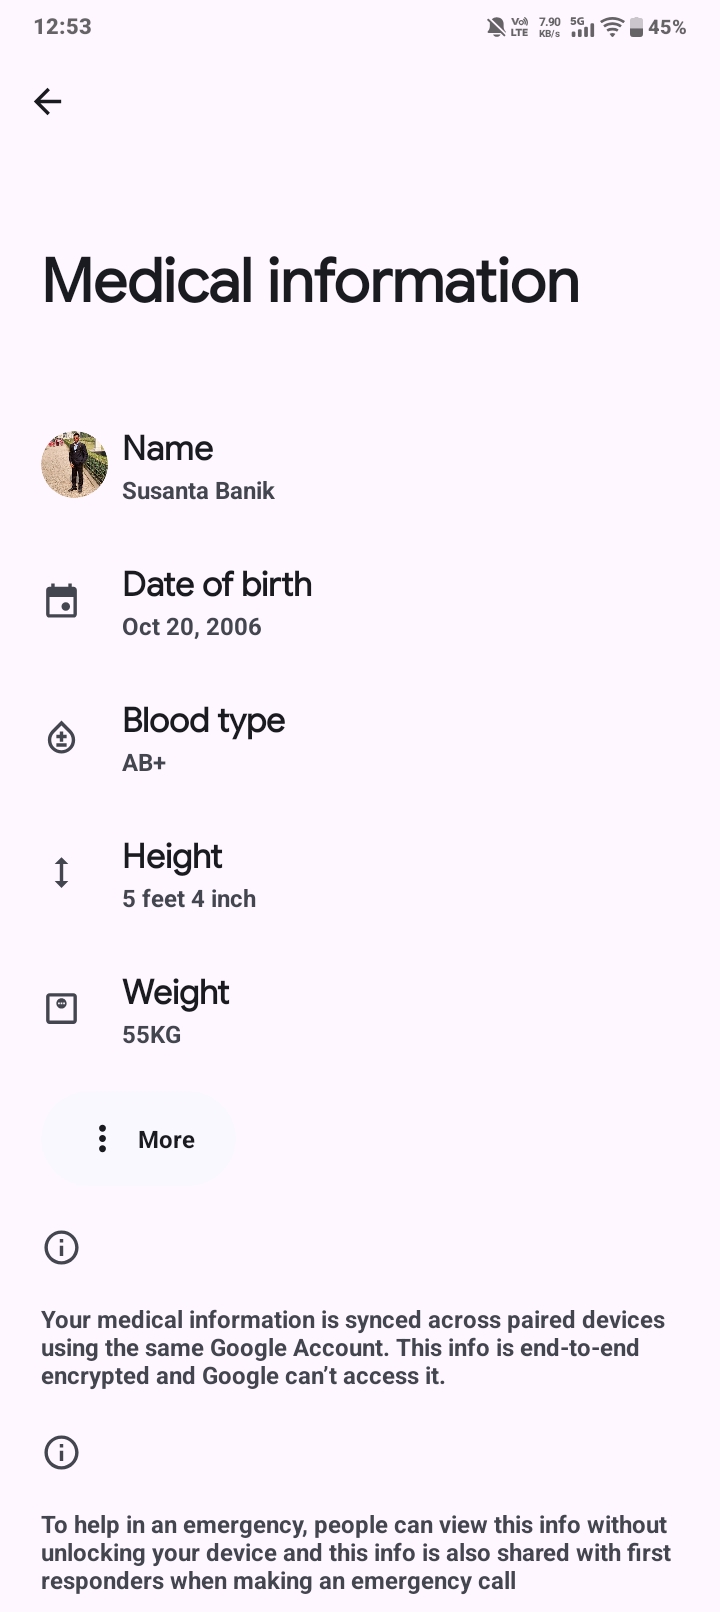 12:53
Vo)) LTE 7.90 KB/s 5G 45%
Medical information
Name
Susanta Banik
Date of birth
Oct 20, 2006
Blood type
AB+
Height
5 feet 4 inch
Weight
55KG
More
Your medical information is synced across paired devices
using the same Google Account. This info is end-to-end
encrypted and Google can’t access it.
To help in an emergency, people can view this info without
unlocking your device and this info is also shared with first
responders when making an emergency call